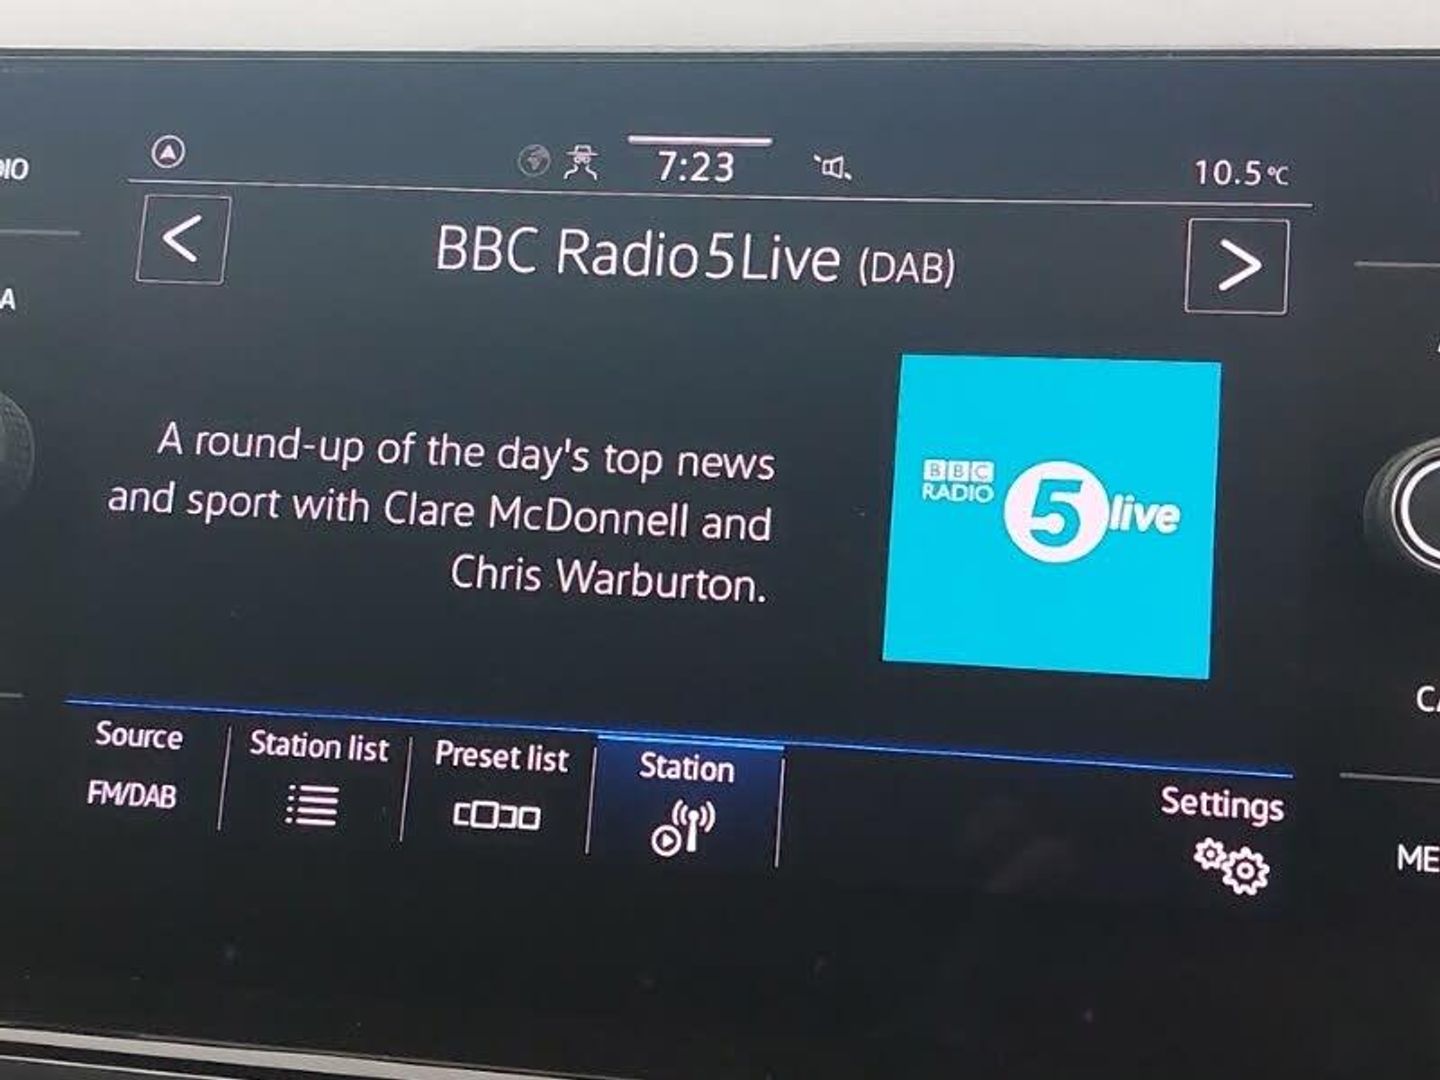 7:23
10.5°C
BBC Radio5Live (DAB)
A round-up of the day's top news
and sport with Clare McDonnell and
Chris Warburton.
BBC
RADIO 5 live
Source
FM/DAB
Station list
Preset list
Station
Settings